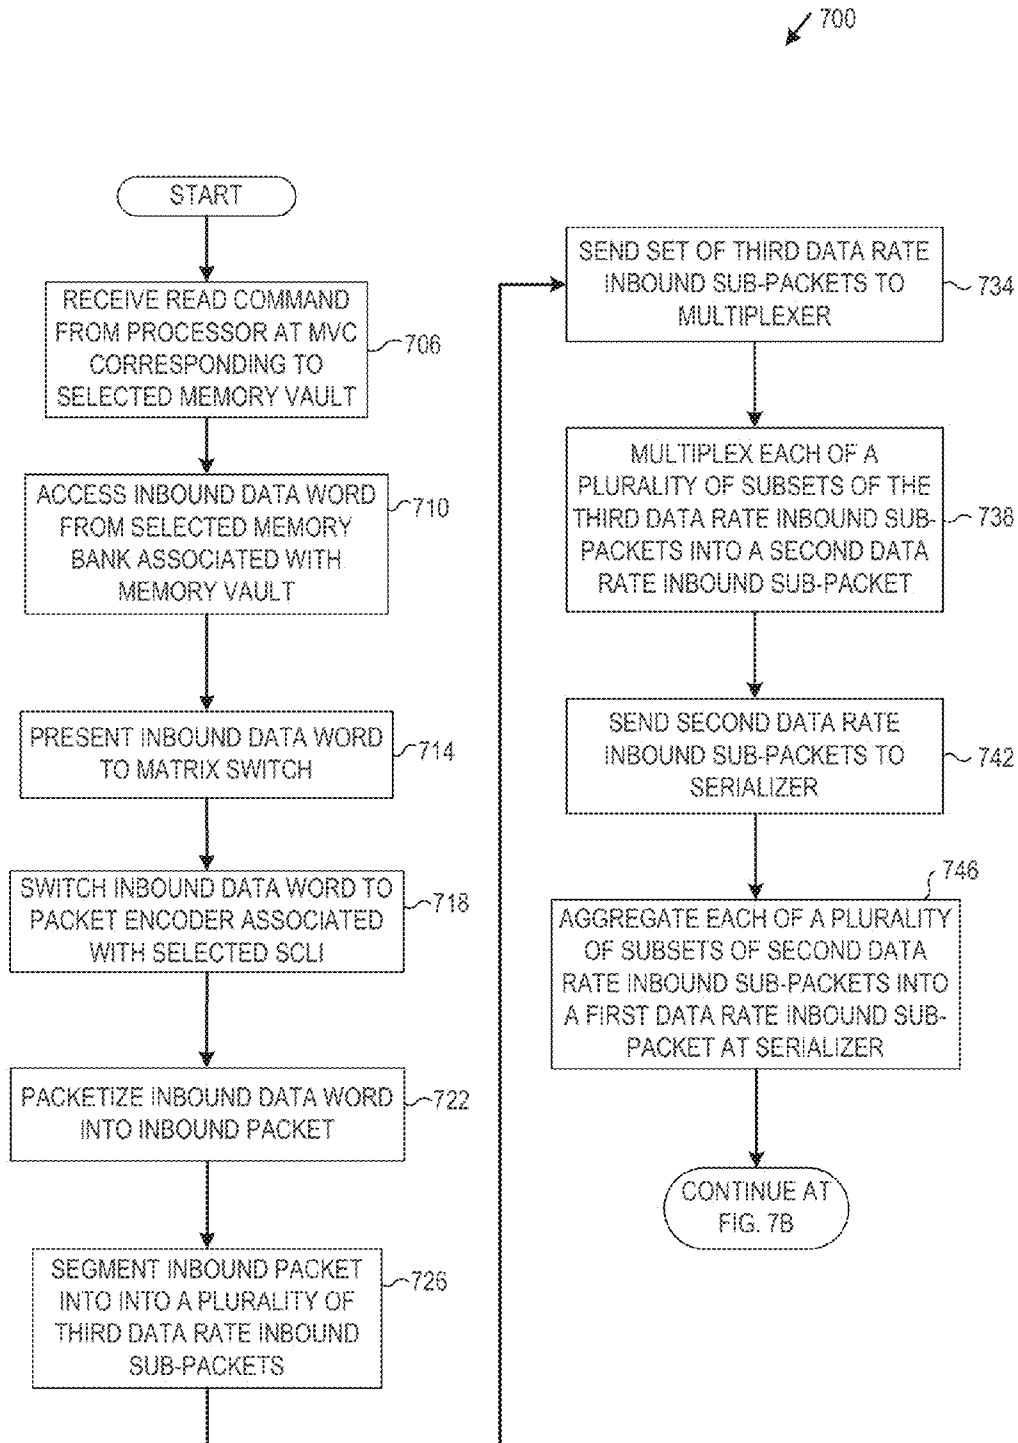 700
START
RECEIVE READ COMMAND
FROM PROCESSOR AT MVC
CORRESPONDING TO
SELECTED MEMORY VAULT
706
ACCESS INBOUND DATA WORD
FROM SELECTED MEMORY
BANK ASSOCIATED WITH
MEMORY VAULT
710
PRESENT INBOUND DATA WORD
TO MATRIX SWITCH
714
SWITCH INBOUND DATA WORD TO
PACKET ENCODER ASSOCIATED
WITH SELECTED SCLI
718
PACKETIZE INBOUND DATA WORD
INTO INBOUND PACKET
722
SEGMENT INBOUND PACKET
INTO INTO A PLURALITY OF
THIRD DATA RATE INBOUND
SUB-PACKETS
726
SEND SET OF THIRD DATA RATE
INBOUND SUB-PACKETS TO
MULTIPLEXER
734
MULTIPLEX EACH OF A
PLURALITY OF SUBSETS OF THE
THIRD DATA RATE INBOUND SUB-
PACKETS INTO A SECOND DATA
RATE INBOUND SUB-PACKET.
738
SEND SECOND DATA RATE
INBOUND SUB-PACKETS TO
SERIALIZER
742
746
AGGREGATE EACH OF A PLURALITY
OF SUBSETS OF SECOND DATA
RATE INBOUND SUB-PACKETS INTO
A FIRST DATA RATE INBOUND SUB-
PACKET AT SERIALIZER
CONTINUE AT
FIG. 7B